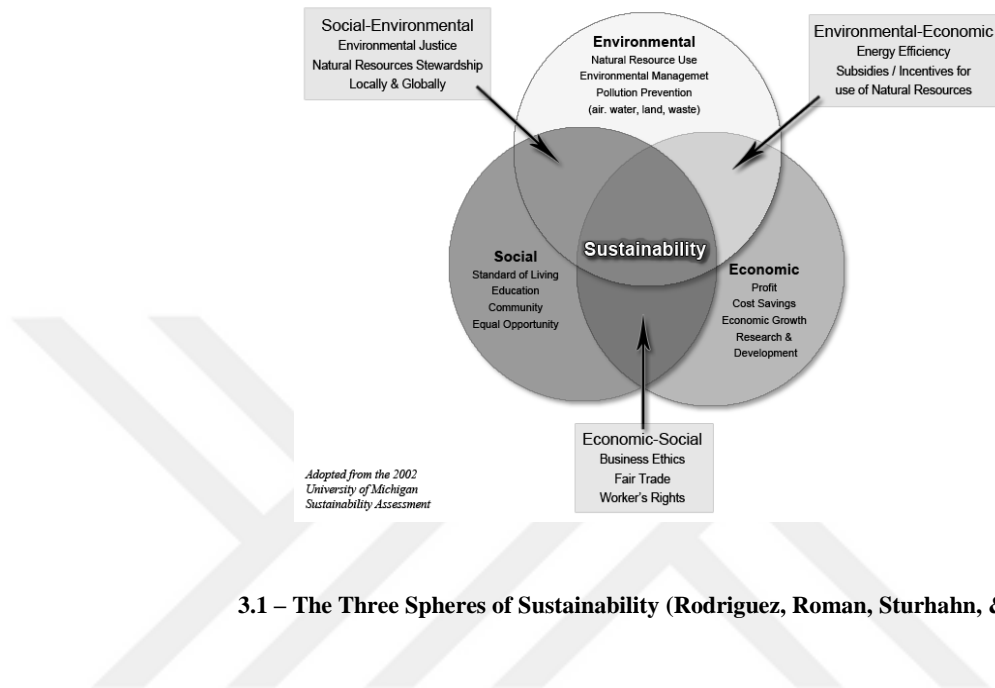 Social-Environmental
Environmental Justice
Natural Resources Stewardship
Locally & Globally
Environmental
Natural Resource Use
Environmental Managemet
Pollution Prevention
(air. water, land, waste)
Environmental-Economic
Energy Efficiency
Subsidies / Incentives for
use of Natural Resources
Sustainability
Social
Standard of Living
Education
Community
Equal Opportunity
Economic
Profit
Cost Savings
Economic Growth
Research &
Development
Economic-Social
Business Ethics
Fair Trade
Worker's Rights
Adopted from the 2002
University of Michigan
Sustainability Assessment
3.1 – The Three Spheres of Sustainability (Rodriguez, Roman, Sturhahn, &